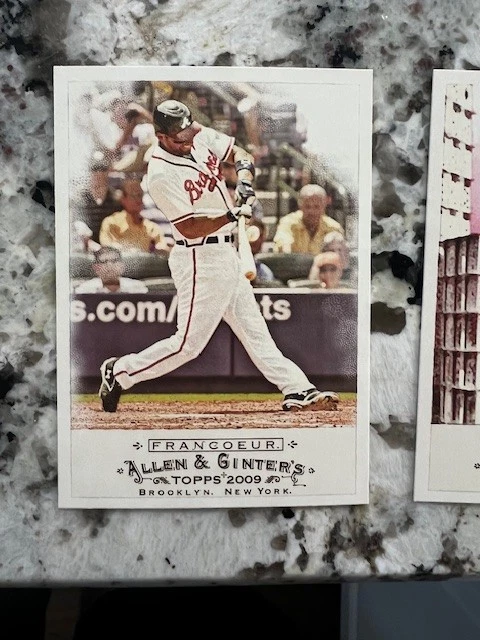 Braves
s.com/
ts
FRANCOEUR.
ALLEN & GINTER'S
TOPPS 2009
BROOKLYN, NEW YORK.